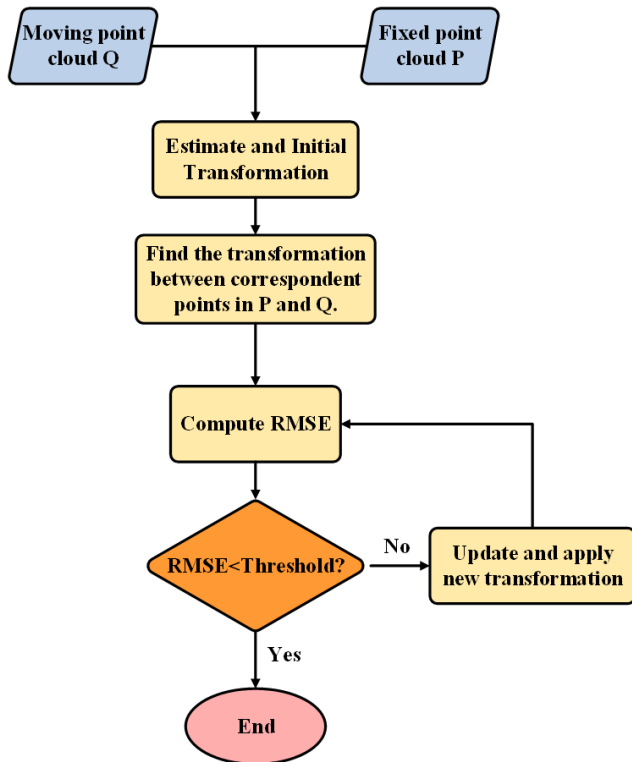 Moving point
cloud Q
Fixed point
cloud P
Estimate and Initial
Transformation
Find the transformation
between correspondent
points in P and Q.
Compute RMSE
RMSE<Threshold?
No
Update and apply
new transformation
Yes
End